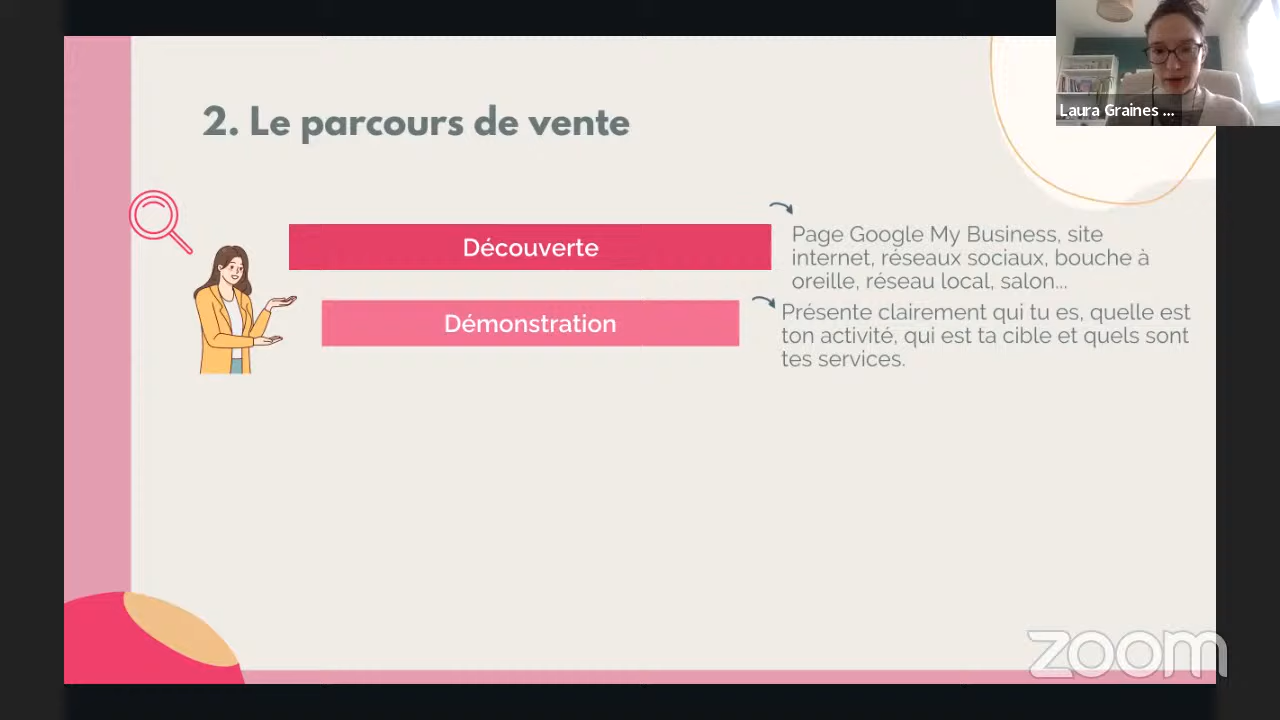 Laura Graines ...
2. Le parcours de vente
Découverte
Page Google My Business, site
internet, réseaux sociaux, bouche à
oreille, réseau local, salon...
Démonstration
Présente clairement qui tu es, quelle est
ton activité, qui est ta cible et quels sont
tes services.
zoom